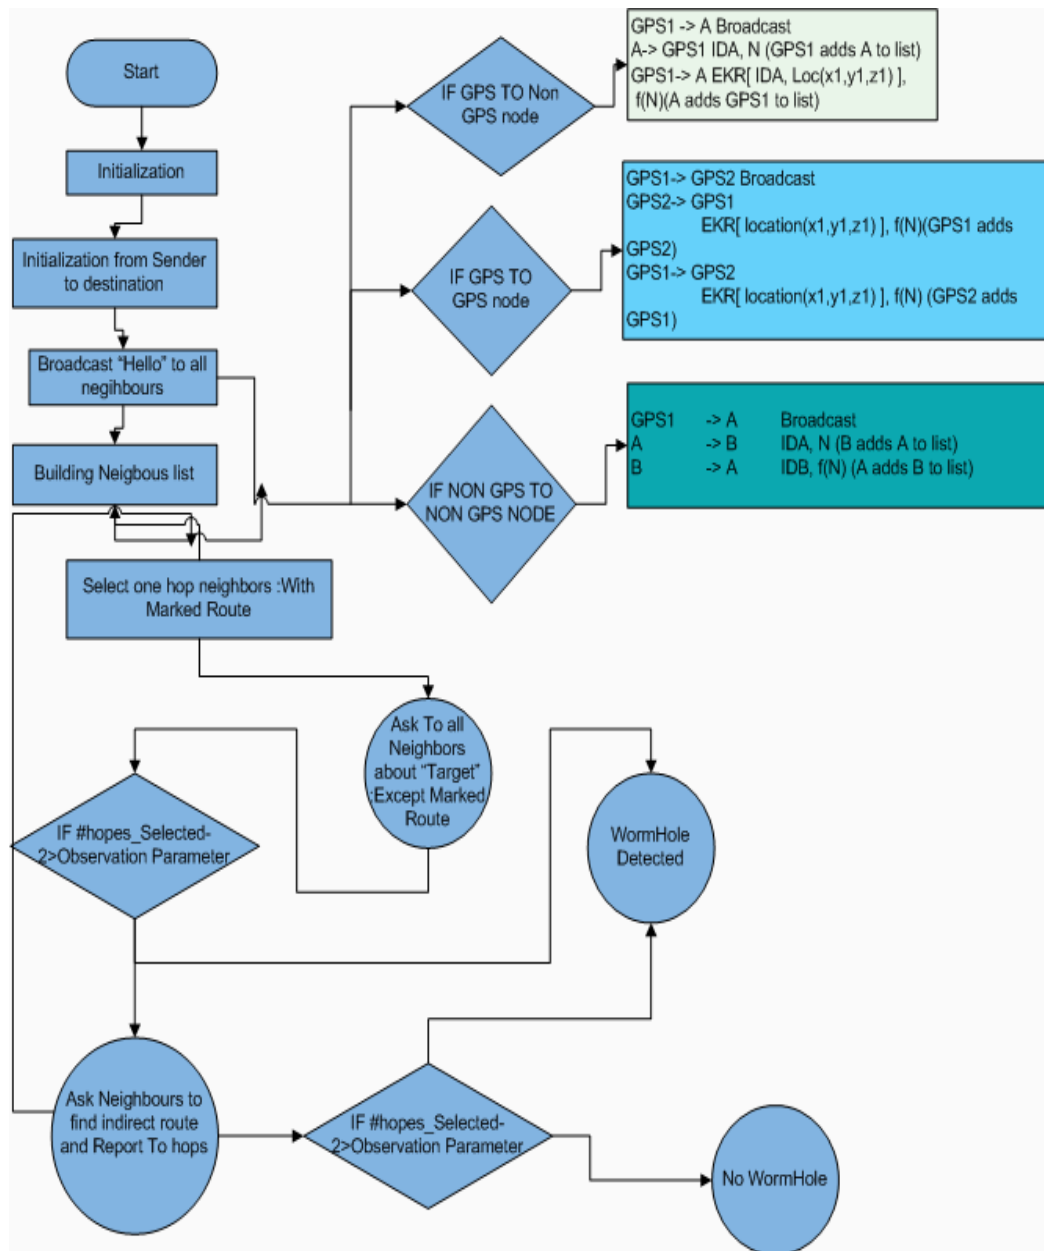 Start
Initialization
Initialization from Sender
to destination
Broadcast “Hello” to all
negihbours
Building Neigbous list
IF GPS TO Non
GPS node
GPS1 -> A Broadcast
A-> GPS1 IDA, N (GPS1 adds A to list)
GPS1-> A EKR[ IDA, Loc(x1,y1,z1) ],
f(N)(A adds GPS1 to list)
IF GPS TO
GPS node
GPS1-> GPS2 Broadcast
GPS2-> GPS1
EKR[ location(x1,y1,z1) ], f(N)(GPS1 adds
GPS2)
GPS1-> GPS2
EKR[ location(x1,y1,z1) ], f(N) (GPS2 adds
GPS1)
IF NON GPS TO
NON GPS NODE
GPS1 -> A Broadcast
A -> B IDA, N (B adds A to list)
B -> A IDB, f(N) (A adds B to list)
Select one hop neighbors :With
Marked Route
Ask To all
Neighbors
about “Target”
:Except Marked
Route
IF #hopes_Selected-
2>Observation Parameter
WormHole
Detected
Ask Neighbours to
find indirect route
and Report To hops
IF #hopes_Selected-
2>Observation Parameter
No WormHole